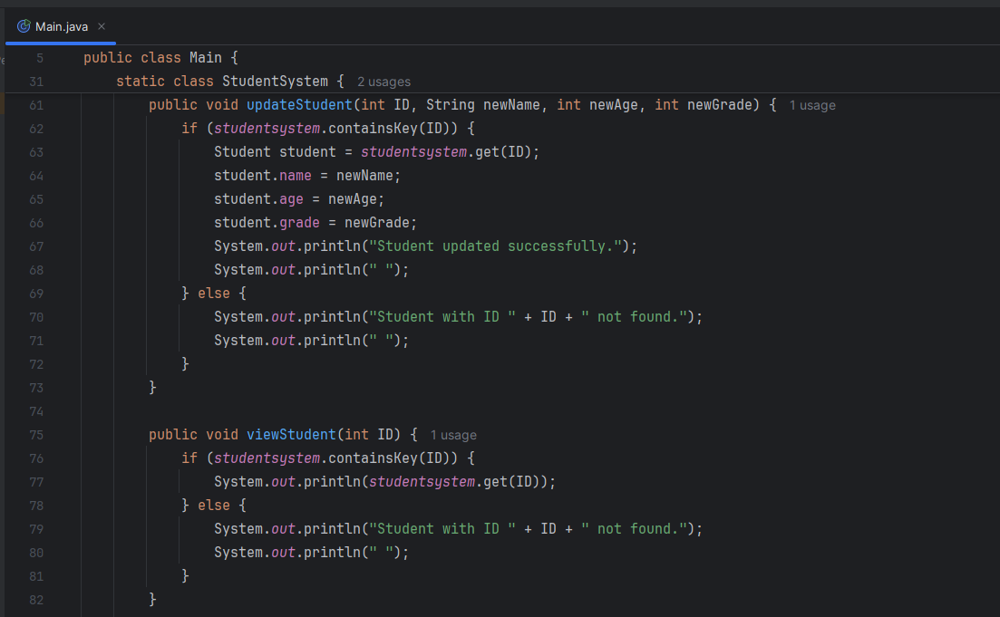 Main.java ×
5 public class Main {
31 static class StudentSystem { 2 usages
61 public void updateStudent(int ID, String newName, int newAge, int newGrade) { 1 usage
62 if (studentsystem.containsKey(ID)) {
63 Student student = studentsystem.get(ID);
64 student.name = newName;
65 student.age = newAge;
66 student.grade = newGrade;
67 System.out.println("Student updated successfully.");
68 System.out.println(" ");
69 } else {
70 System.out.println("Student with ID " + ID + " not found.");
71 System.out.println(" ");
72 }
73 }
74
75 public void viewStudent(int ID) { 1 usage
76 if (studentsystem.containsKey(ID)) {
77 System.out.println(studentsystem.get(ID));
78 } else {
79 System.out.println("Student with ID " + ID + " not found.");
80 System.out.println(" ");
81 }
82 }